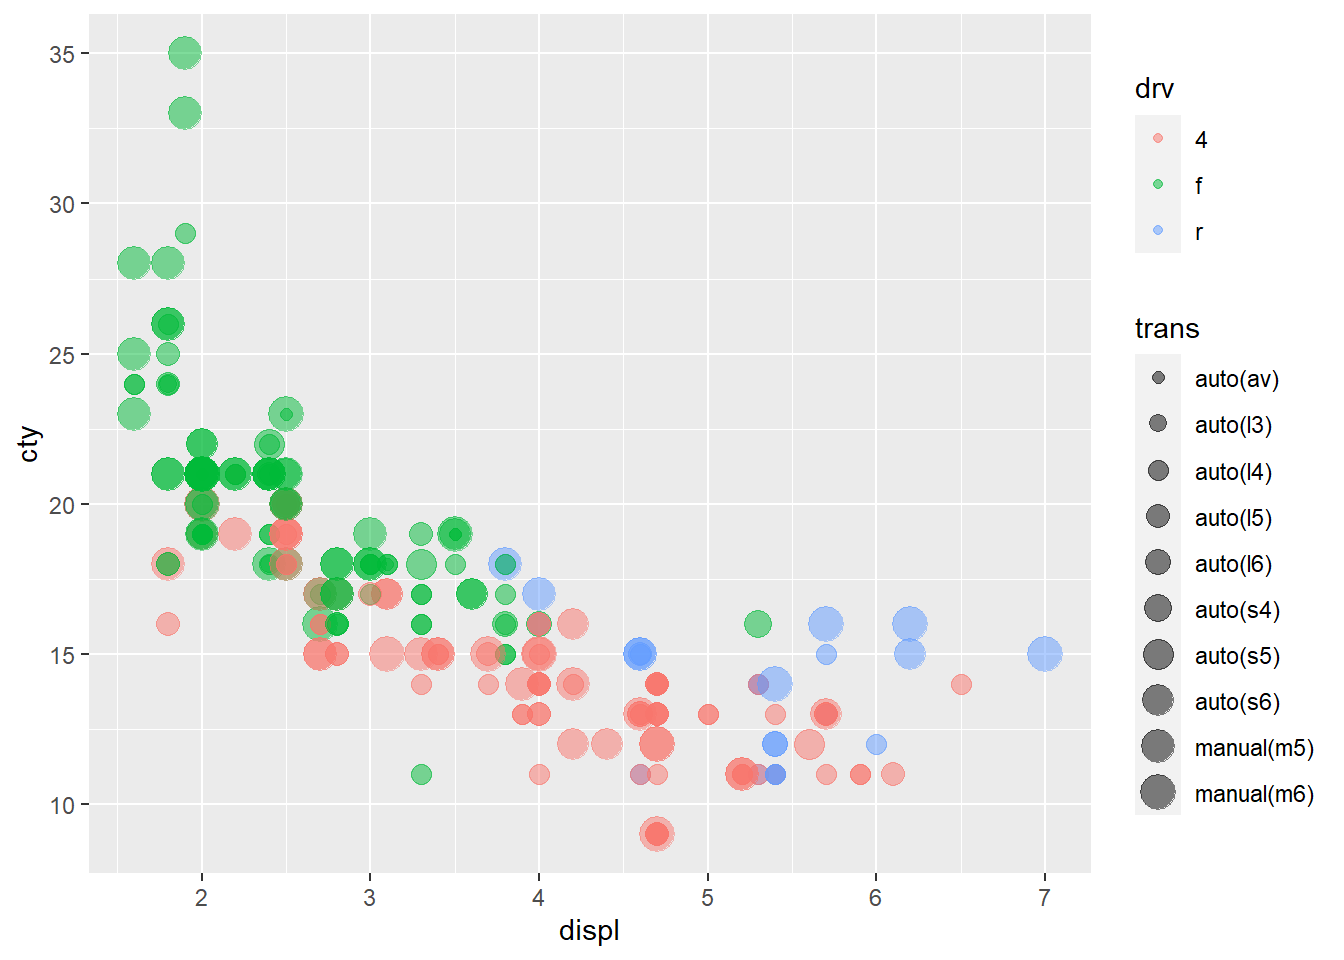 35
30
25
20
15
10
cty
2 3 4 5 6 7
displ
drv
4
f
r
trans
auto(av)
auto(l3)
auto(l4)
auto(l5)
auto(l6)
auto(s4)
auto(s5)
auto(s6)
manual(m5)
manual(m6)